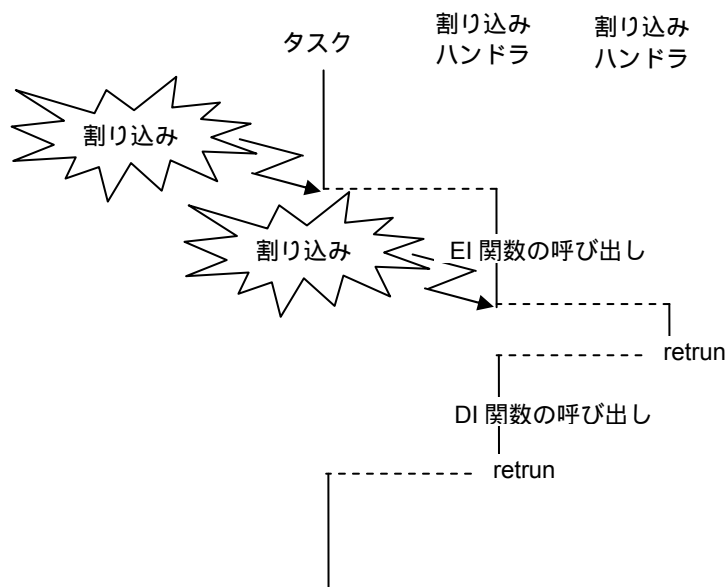 タスク
割り込み
ハンドラ
割り込み
ハンドラ
割り込み
割り込み
EI 関数の呼び出し
retrun
DI 関数の呼び出し
retrun